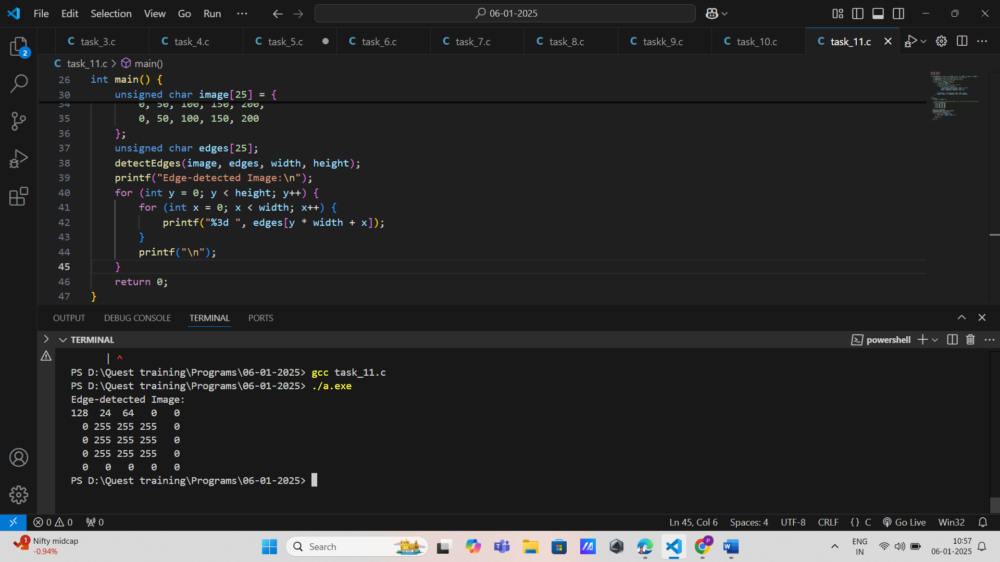 File Edit Selection View Go Run ··· 06-01-2025
C task_3.c C task_4.c C task_5.c C task_6.c C task_7.c C task_8.c C taskk_9.c C task_10.c C task_11.c
2
C task_11.c > main()
26 int main() {
30 unsigned char image[25] = {
34 0, 50, 100, 150, 200,
35 0, 50, 100, 150, 200
36 };
37 unsigned char edges[25];
38 detectEdges(image, edges, width, height);
39 printf("Edge-detected Image:\n");
40 for (int y = 0; y < height; y++) {
41 for (int x = 0; x < width; x++) {
42 printf("%3d ", edges[y * width + x]);
43 }
44 printf("\n");
45 }
46 return 0;
47 }
OUTPUT DEBUG CONSOLE TERMINAL PORTS
TERMINAL powershell
| ^
PS D:\Quest training\Programs\06-01-2025> gcc task_11.c
PS D:\Quest training\Programs\06-01-2025> ./a.exe
Edge-detected Image:
128  24  64   0   0
  0 255 255 255   0
  0 255 255 255   0
  0 255 255 255   0
  0   0   0   0   0
PS D:\Quest training\Programs\06-01-2025>
0 0 0 Ln 45, Col 6 Spaces: 4 UTF-8 CRLF {} C Go Live Win32
1 Nifty midcap
-0.94%
Search
P
ENG
IN
10:57
06-01-2025